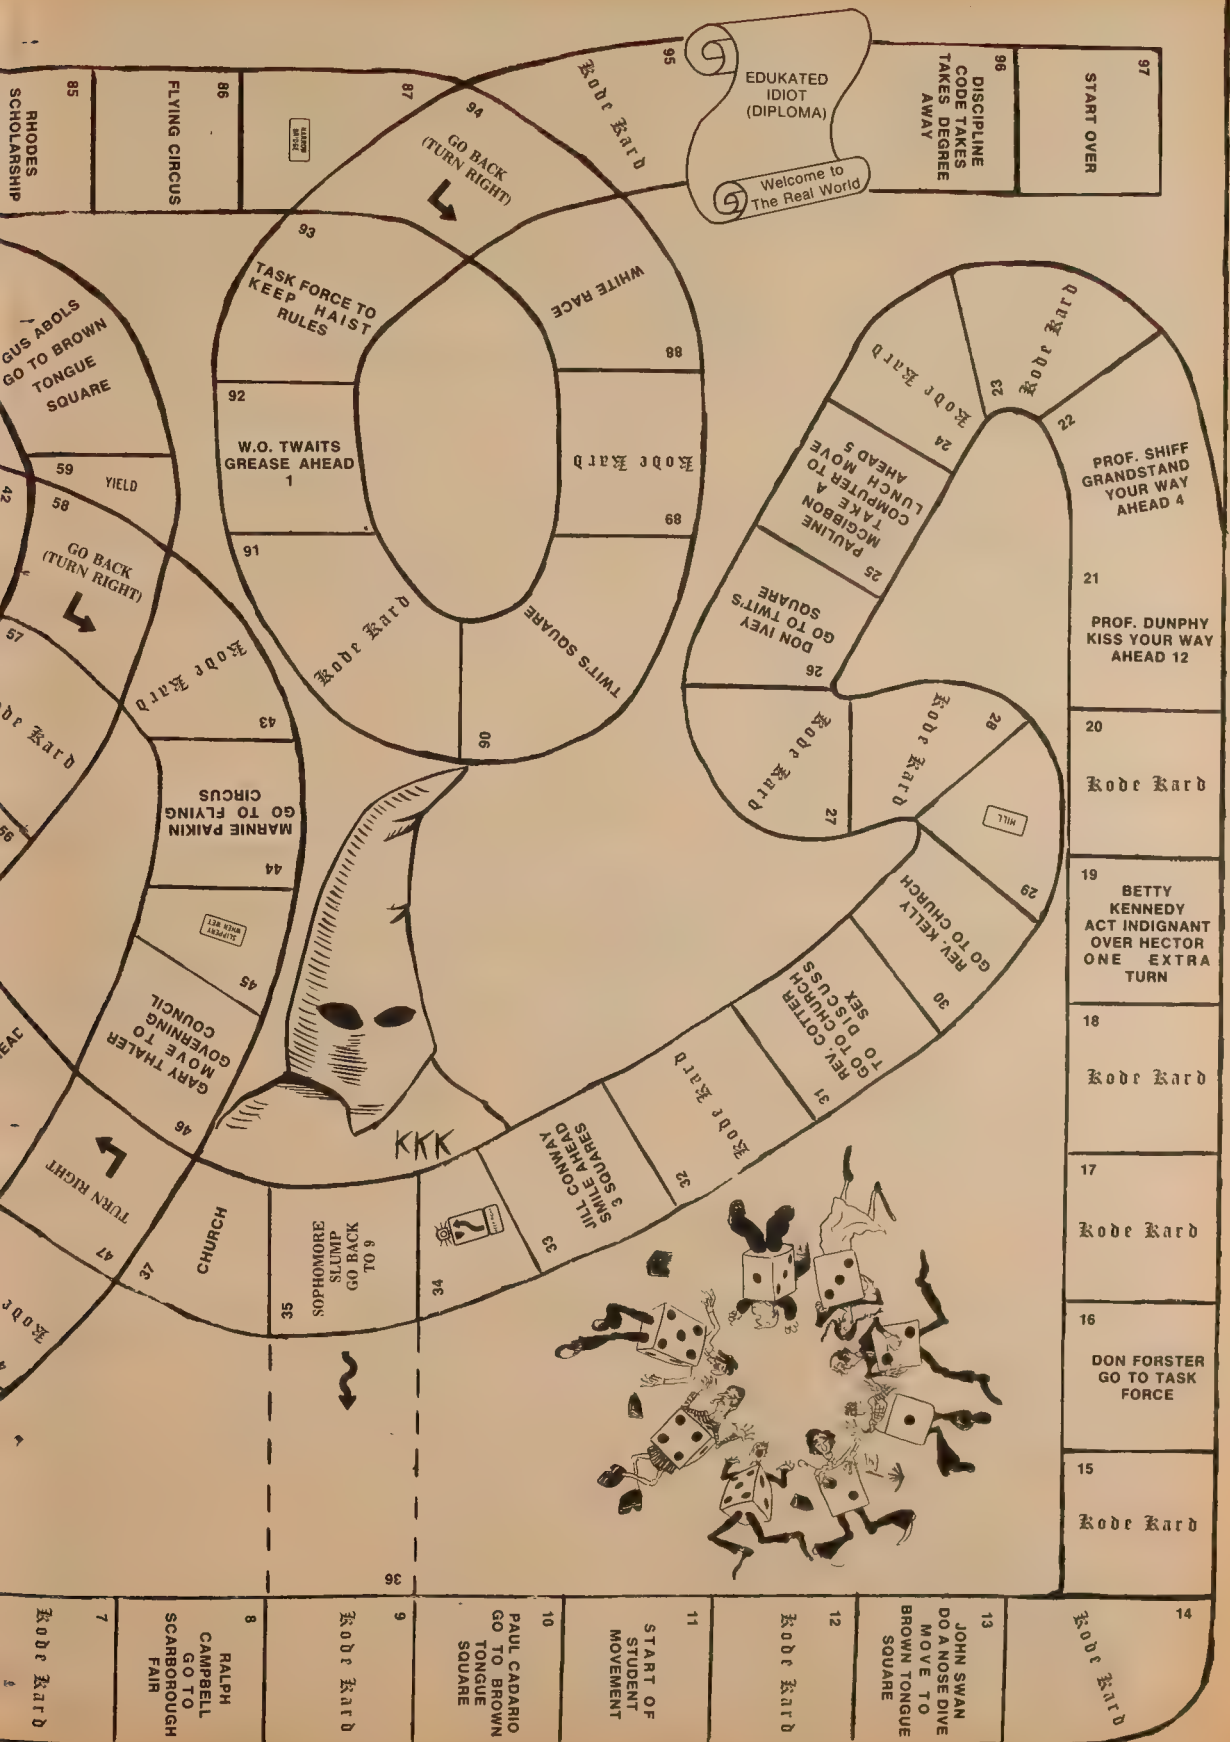 85
RHODES
SCHOLARSHIP
86
FLYING CIRCUS
87
NARROW
BRIDGE
94
GO BACK
(TURN RIGHT)
95
Kode Kard
EDUKATED
IDIOT
(DIPLOMA)
Welcome to
The Real World
96
DISCIPLINE
CODE TAKES
TAKES DEGREE
AWAY
97
START OVER
93
TASK FORCE TO
KEEP HAIST
RULES
WHITE RACE
88
92
W.O. TWAITS
GREASE AHEAD
1
Kode Kard
89
91
Kode Kard
TWIT'S SQUARE
90
GUS ABOLS
GO TO BROWN
TONGUE
SQUARE
59
YIELD
42
58
GO BACK
(TURN RIGHT)
57
de Kard
56
Kode Kard
43
MARNIE PAIKIN
GO TO FLYING
CIRCUS
44
SLIPPERY
WHEN WET
45
GARY THALER
MOVE TO
GOVERNING
COUNCIL
46
EAD
TURN RIGHT
47
Kode
37
CHURCH
35
SOPHOMORE
SLUMP
GO BACK
TO 9
34
33
JILL CONWAY
SMILE AHEAD
3 SQUARES
32
Kode Kard
31
REV. COTTER
GO TO CHURCH
TO DISCUSS
SEX
30
REV. KELLY
GO TO CHURCH
29
HILL
28
Kode Kard
27
Kode Kard
26
DON IVEY
GO TO TWIT'S
SQUARE
25
PAULINE
MCGIBBON
TAKE A
COMPUTER TO
LUNCH MOVE
AHEAD 5
24
Kode Kard
23
Kode Kard
22
PROF. SHIFF
GRANDSTAND
YOUR WAY
AHEAD 4
21
PROF. DUNPHY
KISS YOUR WAY
AHEAD 12
20
Kode Kard
19
BETTY
KENNEDY
ACT INDIGNANT
OVER HECTOR
ONE EXTRA
TURN
18
Kode Kard
17
Kode Kard
16
DON FORSTER
GO TO TASK
FORCE
15
Kode Kard
KKK
36
7
Kode Kard
8
RALPH
CAMPBELL
GO TO
SCARBOROUGH
FAIR
9
Kode Kard
10
PAUL CADARIO
GO TO BROWN
TONGUE
SQUARE
11
START OF
STUDENT
MOVEMENT
12
Kode Kard
13
JOHN SWAN
DO A NOSE DIVE
MOVE TO
BROWN TONGUE
SQUARE
14
Kode Kard